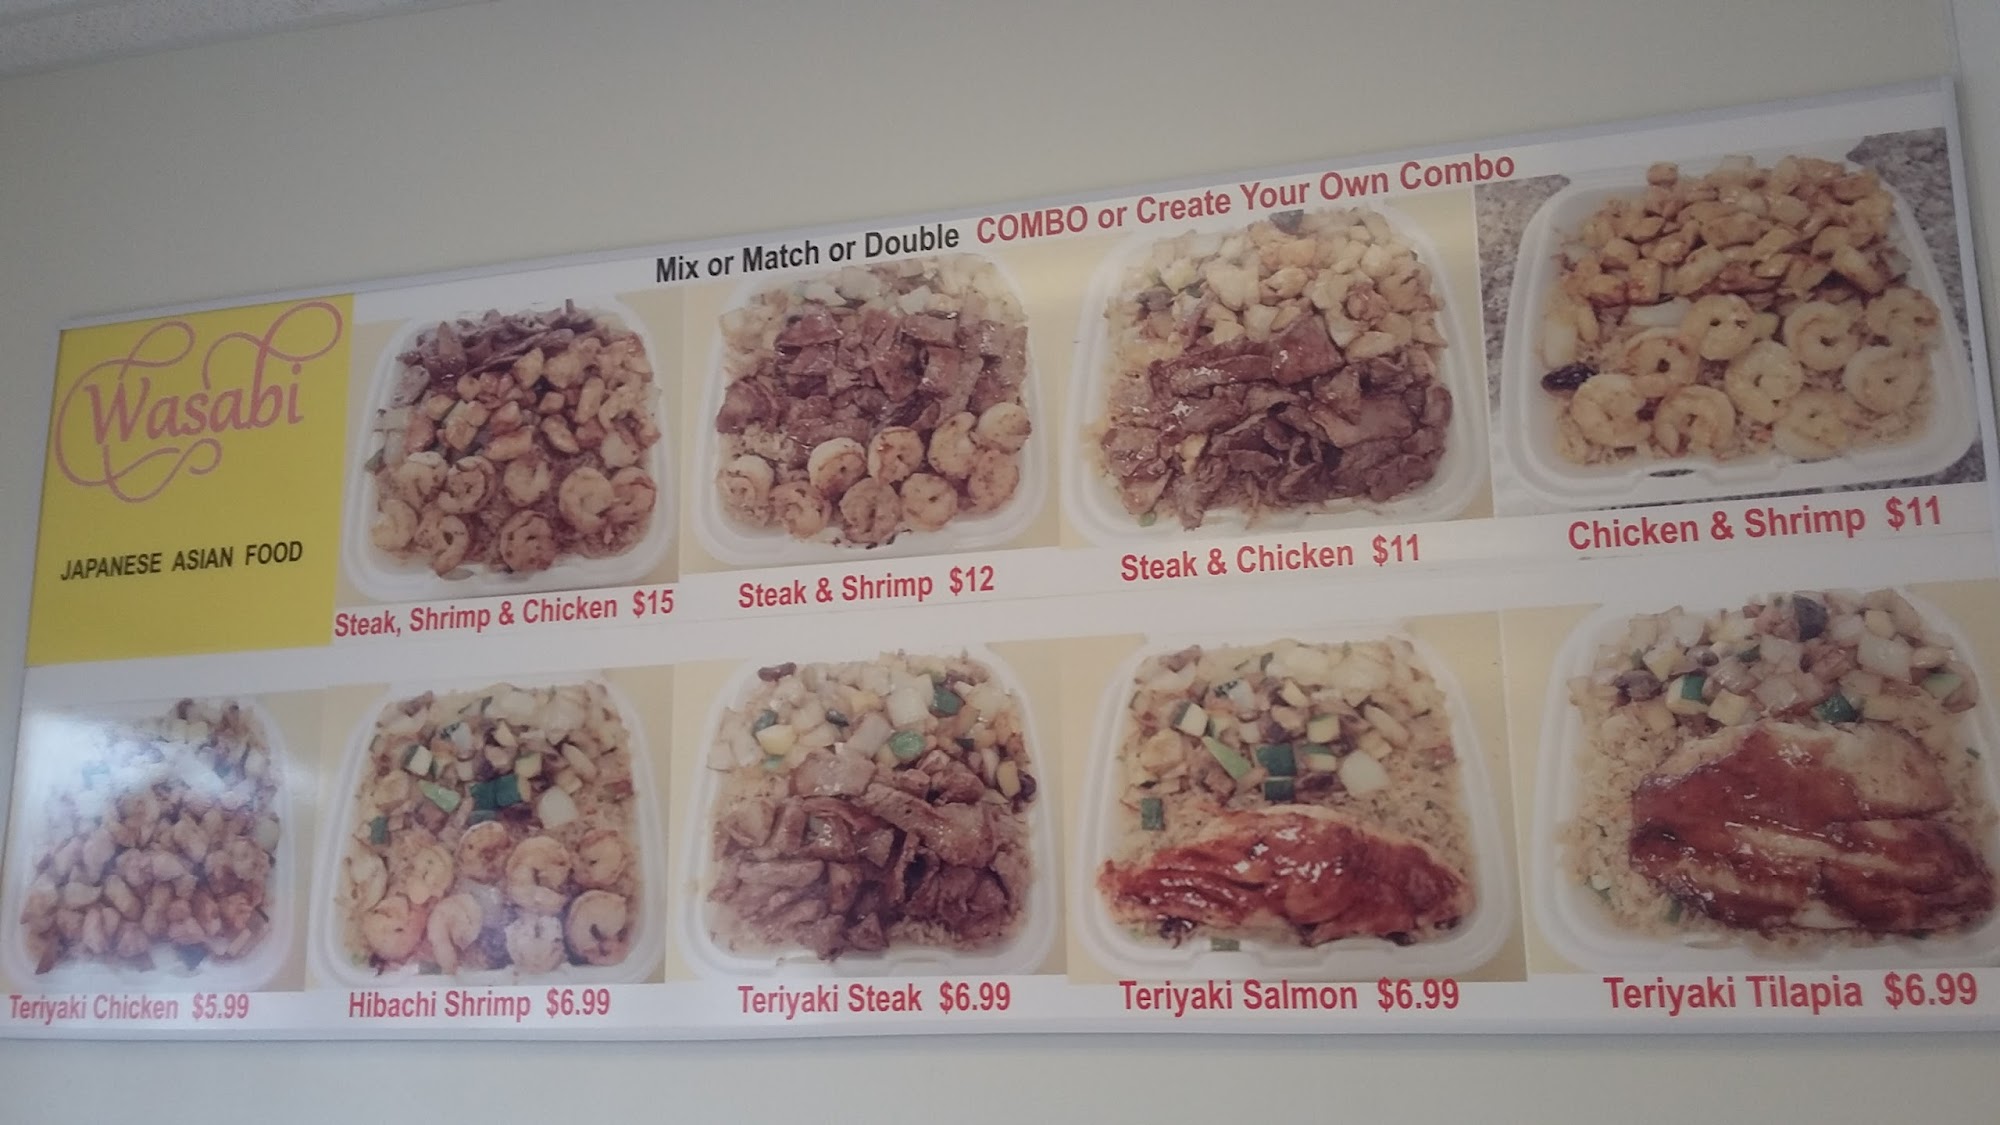 Mix or Match or Double COMBO or Create Your Own Combo
Wasabi
JAPANESE ASIAN FOOD
Steak, Shrimp & Chicken $15
Steak & Shrimp $12
Steak & Chicken $11
Chicken & Shrimp $11
Teriyaki Chicken $5.99
Hibachi Shrimp $6.99
Teriyaki Steak $6.99
Teriyaki Salmon $6.99
Teriyaki Tilapia $6.99